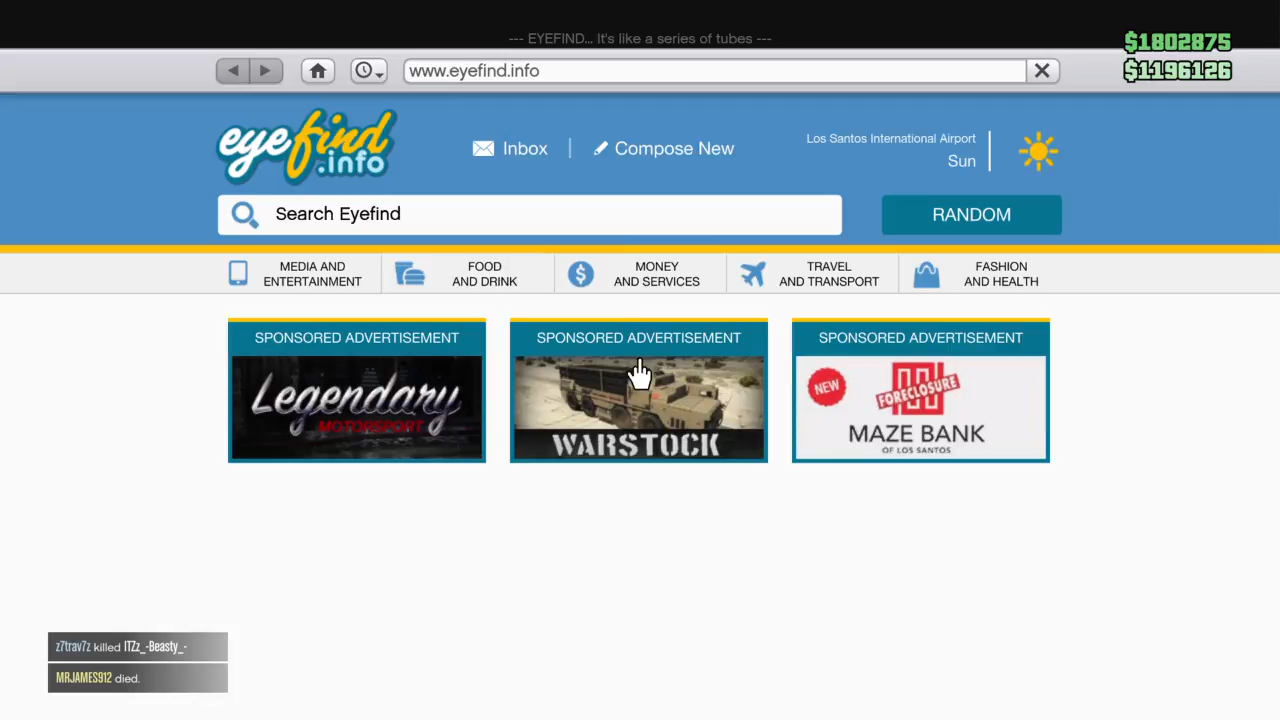 --- EYEFIND... It's like a series of tubes ---
$1802875
$1196126
www.eyefind.info
eyefind
.info
Inbox
Compose New
Los Santos International Airport
Sun
Search Eyefind
RANDOM
MEDIA AND
ENTERTAINMENT
FOOD
AND DRINK
MONEY
AND SERVICES
TRAVEL
AND TRANSPORT
FASHION
AND HEALTH
SPONSORED ADVERTISEMENT
Legendary
MOTORSPORT
SPONSORED ADVERTISEMENT
WARSTOCK
SPONSORED ADVERTISEMENT
NEW
FORECLOSURE
MAZE BANK
OF LOS SANTOS
z7trav7z killed ITZz_-Beasty_-
MRJAMES912 died.